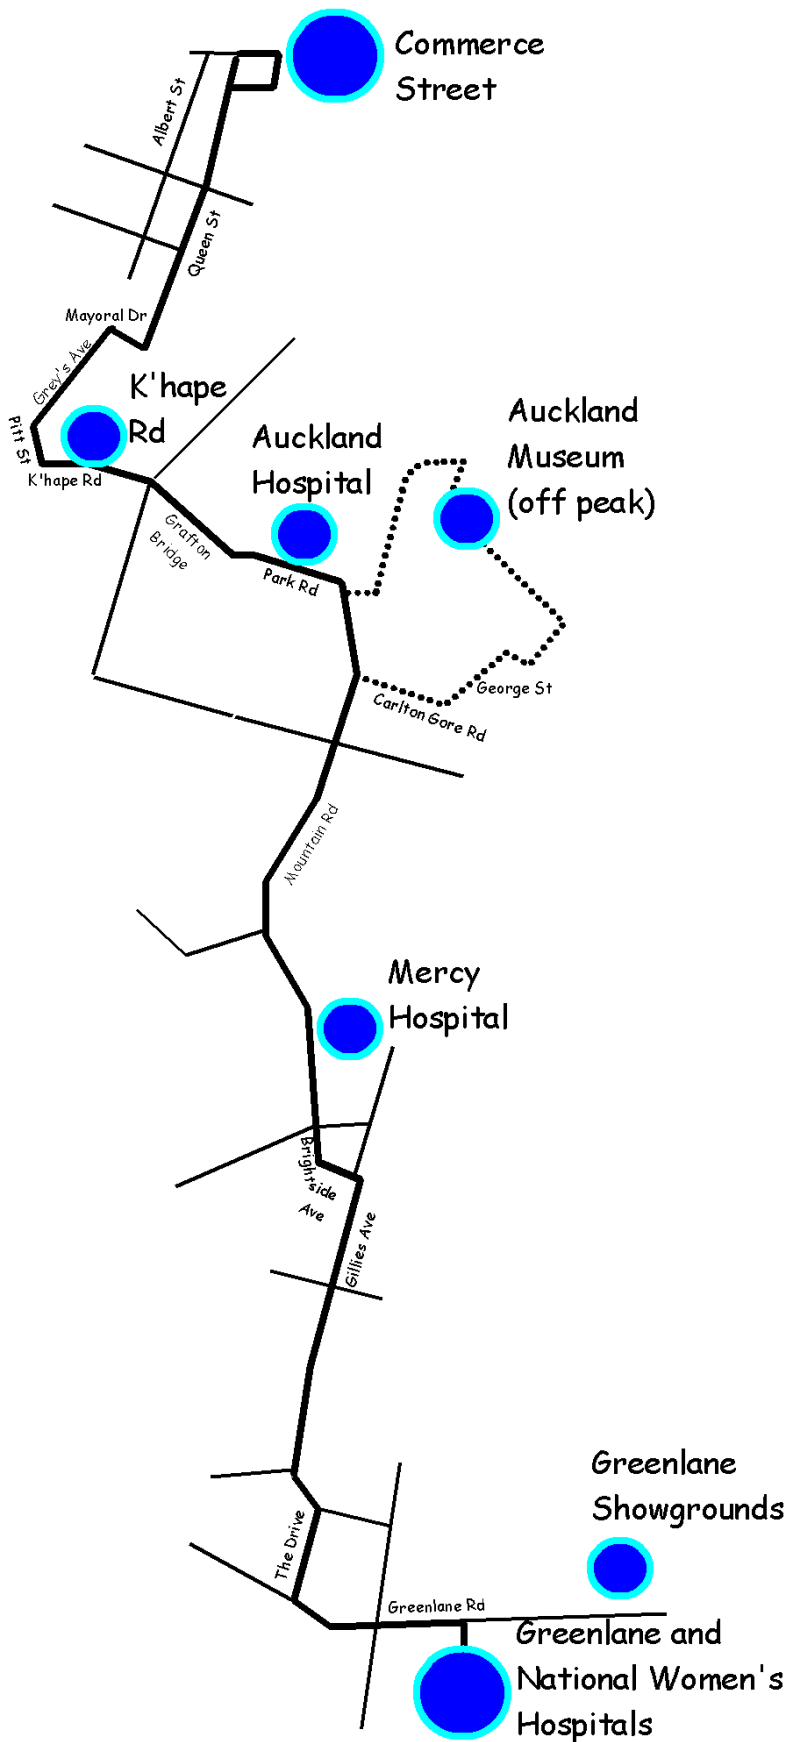 Commerce
Street
Albert St
Queen St
Mayoral Dr
Grey's Ave
K'hape
Rd
Pitt St
K'hape Rd
Auckland
Hospital
Auckland
Museum
(off peak)
Grafton
Bridge
Park Rd
George St
Carlton Gore Rd
Mountain Rd
Mercy
Hospital
Brightside
Ave
Gillies Ave
Greenlane
Showgrounds
The Drive
Greenlane Rd
Greenlane and
National Women's
Hospitals